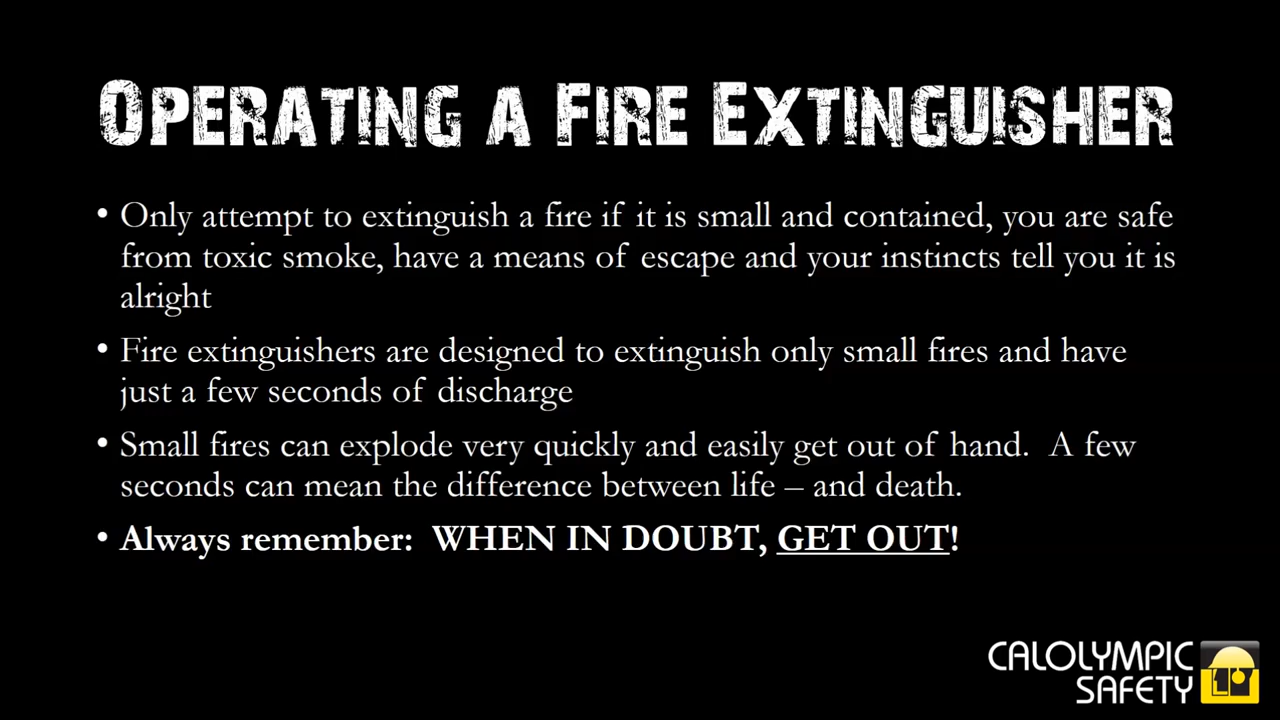 OPERATING A FIRE EXTINGUISHER
• Only attempt to extinguish a fire if it is small and contained, you are safe
from toxic smoke, have a means of escape and your instincts tell you it is
alright
• Fire extinguishers are designed to extinguish only small fires and have
just a few seconds of discharge
• Small fires can explode very quickly and easily get out of hand.  A few
seconds can mean the difference between life – and death.
• Always remember:  WHEN IN DOUBT, GET OUT!
CALOLYMPIC
SAFETY